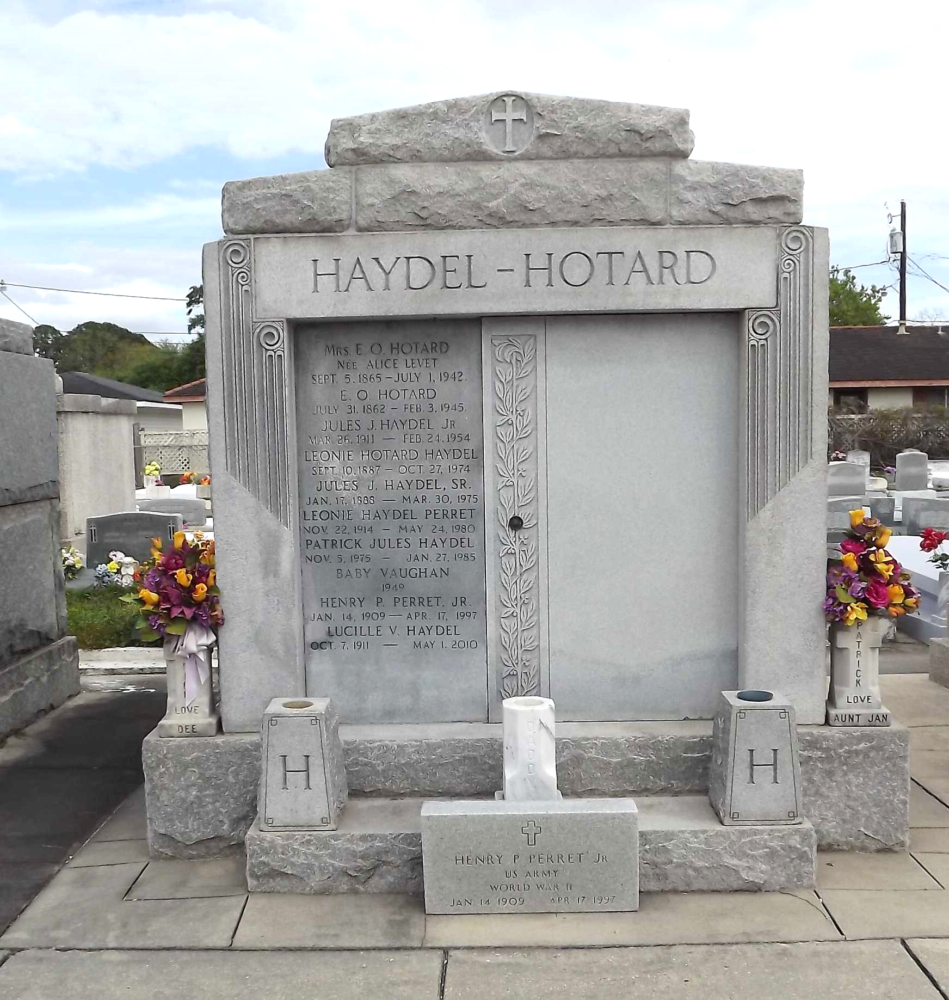 HAYDEL - HOTARD
MRS. E. O. HOTARD
NEE ALICE LEVET
SEPT. 5. 1865 - JULY 1, 1942.
E. O. HOTARD
JULY 31. 1862 - FEB. 3, 1945.
JULES J. HAYDEL JR
MAR. 26, 1911 — FEB. 24. 1954
LEONIE HOTARD HAYDEL
SEPT. 10, 1887 - OCT. 27, 1974
JULES J. HAYDEL, SR.
JAN. 17, 1888 — MAR. 30, 1975
LEONIE HAYDEL PERRET
NOV. 22, 1914 - MAY 24, 1980
PATRICK JULES HAYDEL
NOV. 5, 1975 - JAN. 27, 1985
BABY VAUGHAN
1949
HENRY P. PERRET. JR.
JAN. 14, 1909 — APR. 17, 1997
LUCILLE V. HAYDEL
OCT. 7, 1911 — MAY 1. 2010
LOVE
DEE
PATRICK
LOVE
AUNT JAN
H
H
HENRY P PERRET JR
US ARMY
WORLD WAR II
JAN 14 1909 APR 17 1997